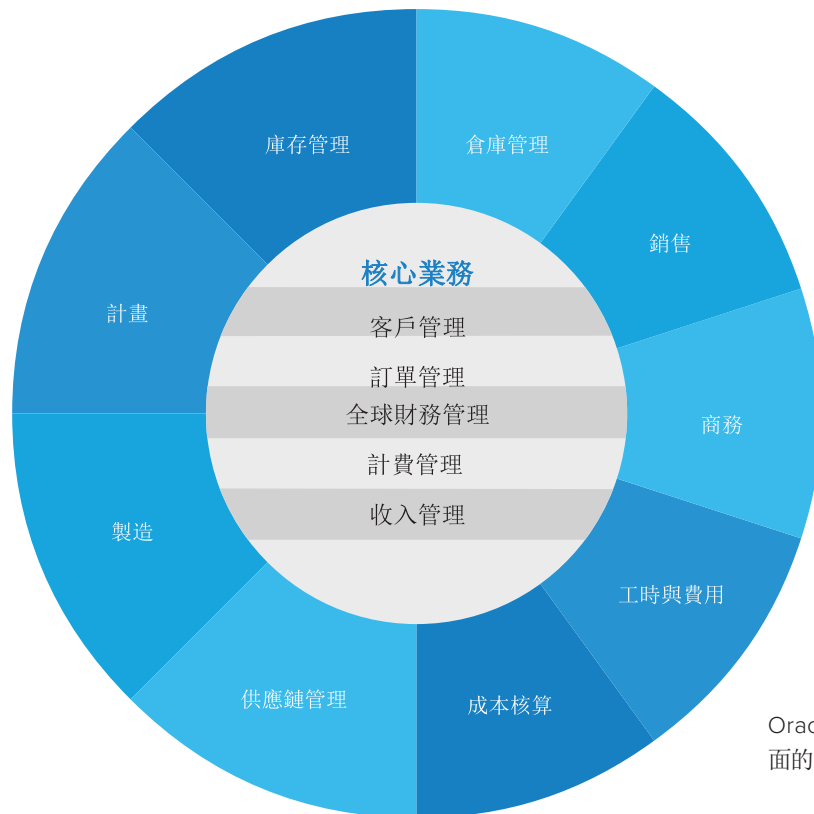 庫存管理
倉庫管理
銷售
商務
工時與費用
成本核算
供應鏈管理
製造
計畫
核心業務
客戶管理
訂單管理
全球財務管理
計費管理
收入管理
Orac
面的